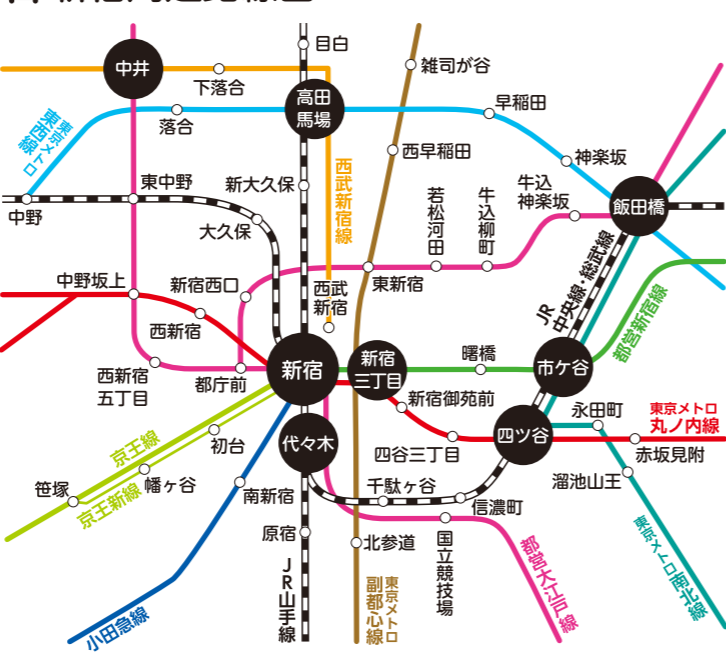 目白
雑司が谷
中井
下落合
高田
馬場
早稲田
東京メトロ
東西線
落合
西早稲田
神楽坂
東中野
新大久保
西武新宿線
若松河田
牛込柳町
牛込
神楽坂
飯田橋
中野
大久保
JR
中央線・総武線
中野坂上
新宿西口
西武
新宿
東新宿
都営新宿線
西新宿
新宿
新宿
三丁目
曙橋
市ケ谷
西新宿
五丁目
都庁前
新宿御苑前
永田町
東京メトロ
丸ノ内線
京王線
初台
代々木
四谷三丁目
四ツ谷
赤坂見附
笹塚
幡ヶ谷
京王新線
南新宿
千駄ヶ谷
信濃町
溜池山王
原宿
北参道
国立競技場
都営大江戸線
東京メトロ南北線
JR山手線
東京メトロ
副都心線
小田急線